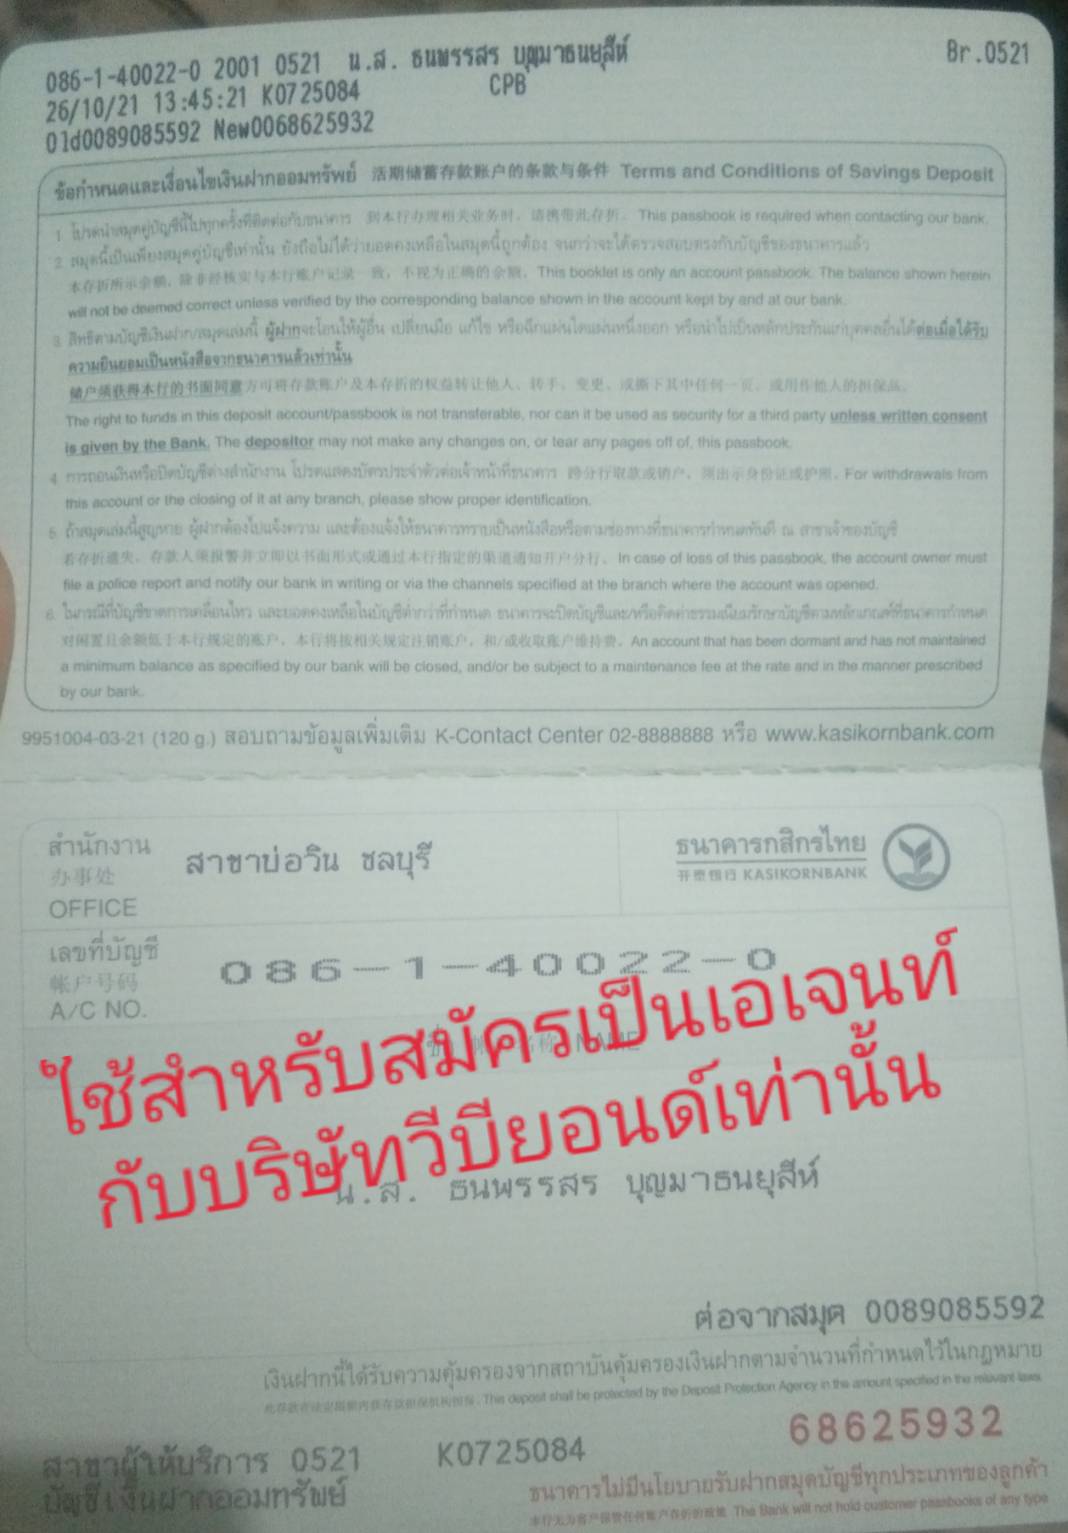 086-1-40022-0 2001 0521 น.ส. ธนพรรสร บุญมาธนยุสีห์ Br.0521
26/10/21 13:45:21 K0725084 CPB
Old0089085592 New0068625932
ข้อกำหนดและเงื่อนไขเงินฝากออมทรัพย์ 活期储蓄存款账户的条款与条件 Terms and Conditions of Savings Deposit
1. โปรดนำสมุดคู่บัญชีนี้ไปทุกครั้งที่ติดต่อกับธนาคาร 到本行办理相关业务时，请携带此存折。This passbook is required when contacting our bank.
2. สมุดนี้เป็นเพียงสมุดคู่บัญชีเท่านั้น ยังถือไม่ได้ว่ายอดคงเหลือในสมุดนี้ถูกต้อง จนกว่าจะได้ตรวจสอบตรงกับบัญชีของธนาคารแล้ว
本存折所示余额，除非经核实与本行账户记录一致，不视为正确的余额。This booklet is only an account passbook. The balance shown herein
will not be deemed correct unless verified by the corresponding balance shown in the account kept by and at our bank.
3. สิทธิตามบัญชีเงินฝาก/สมุดเล่มนี้ ผู้ฝากจะโอนให้ผู้อื่น เปลี่ยนมือ แก้ไข หรือฉีกแผ่นใดแผ่นหนึ่งออก หรือนำไปเป็นหลักประกันแก่บุคคลอื่นได้ต่อเมื่อได้รับ
ความยินยอมเป็นหนังสือจากธนาคารแล้วเท่านั้น
储户须获得本行的书面同意方可将存款账户及本存折的权益转让他人、转手、变更、或撕下其中任何一页、或用作他人的担保品。
The right to funds in this deposit account/passbook is not transferable, nor can it be used as security for a third party unless written consent
is given by the Bank. The depositor may not make any changes on, or tear any pages off of, this passbook.
4. การถอนเงินหรือปิดบัญชีต่างสำนักงาน โปรดแสดงบัตรประจำตัวต่อเจ้าหน้าที่ธนาคาร 跨分行取款或销户，须出示身份证或护照。For withdrawals from
this account or the closing of it at any branch, please show proper identification.
5. ถ้าสมุดเล่มนี้สูญหาย ผู้ฝากต้องไปแจ้งความ และต้องแจ้งให้ธนาคารทราบเป็นหนังสือหรือตามช่องทางที่ธนาคารกำหนดทันที ณ สาขาเจ้าของบัญชี
若存折遗失，存款人须报警并立即以书面形式或通过本行指定的渠道通知开户分行。In case of loss of this passbook, the account owner must
file a police report and notify our bank in writing or via the channels specified at the branch where the account was opened.
6. ในกรณีที่บัญชีขาดการเคลื่อนไหว และยอดคงเหลือในบัญชีต่ำกว่าที่กำหนด ธนาคารจะปิดบัญชีและ/หรือคิดค่าธรรมเนียมรักษาบัญชีตามหลักเกณฑ์ที่ธนาคารกำหนด
对闲置且余额低于本行规定的账户，本行将按相关规定注销账户，和/或收取账户维持费。An account that has been dormant and has not maintained
a minimum balance as specified by our bank will be closed, and/or be subject to a maintenance fee at the rate and in the manner prescribed
by our bank.
9951004-03-21 (120 g.) สอบถามข้อมูลเพิ่มเติม K-Contact Center 02-8888888 หรือ www.kasikornbank.com
สำนักงาน
办事处
OFFICE
สาขาบ่อวิน ชลบุรี
ธนาคารกสิกรไทย
开泰银行 KASIKORNBANK
เลขที่บัญชี
帐户号码
A/C NO.
086-1-40022-0
NAME
ใช้สำหรับสมัครเป็นเอเจนท์
กับบริษัทวีบียอนด์เท่านั้น
น.ส. ธนพรรสร บุญมาธนยุสีห์
ต่อจากสมุด 0089085592
เงินฝากนี้ได้รับความคุ้มครองจากสถาบันคุ้มครองเงินฝากตามจำนวนที่กำหนดไว้ในกฎหมาย
This deposit shall be protected by the Deposit Protection Agency in the amount specified in the relevant laws.
68625932
สาขาผู้ให้บริการ 0521 K0725084
บัญชีเงินฝากออมทรัพย์
ธนาคารไม่มีนโยบายรับฝากสมุดบัญชีทุกประเภทของลูกค้า
The Bank will not hold customer passbooks of any type